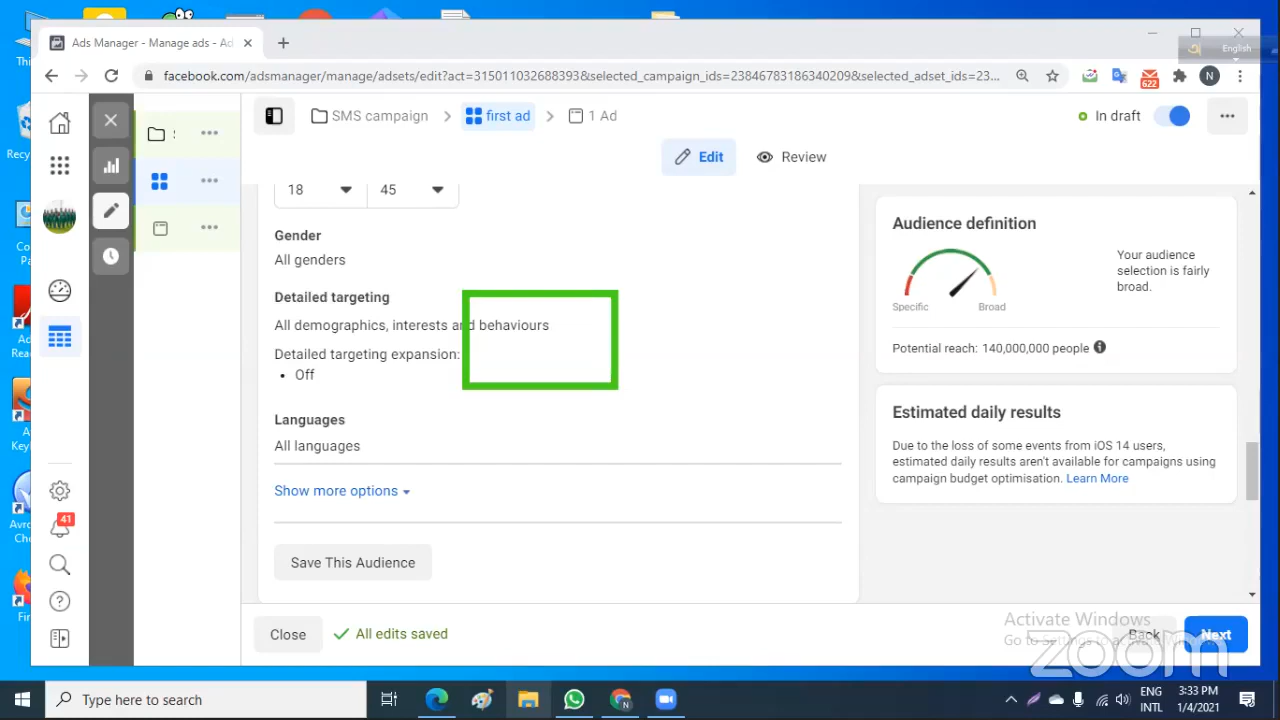 Ads Manager - Manage ads - Ad
English
facebook.com/adsmanager/manage/adsets/edit?act=315011032688393&selected_campaign_ids=23846783186340209&selected_adset_ids=23...
622
N
SMS campaign
first ad
1 Ad
In draft
Edit
Review
18
45
Gender
All genders
Detailed targeting
All demographics, interests and behaviours
Detailed targeting expansion:
• Off
Languages
All languages
Show more options
Save This Audience
Audience definition
Your audience
selection is fairly
broad.
Specific
Broad
Potential reach: 140,000,000 people
Estimated daily results
Due to the loss of some events from iOS 14 users,
estimated daily results aren't available for campaigns using
campaign budget optimisation. Learn More
41
Close
All edits saved
Activate Windows
Back
Next
zoom
Type here to search
ENG
INTL
3:33 PM
1/4/2021